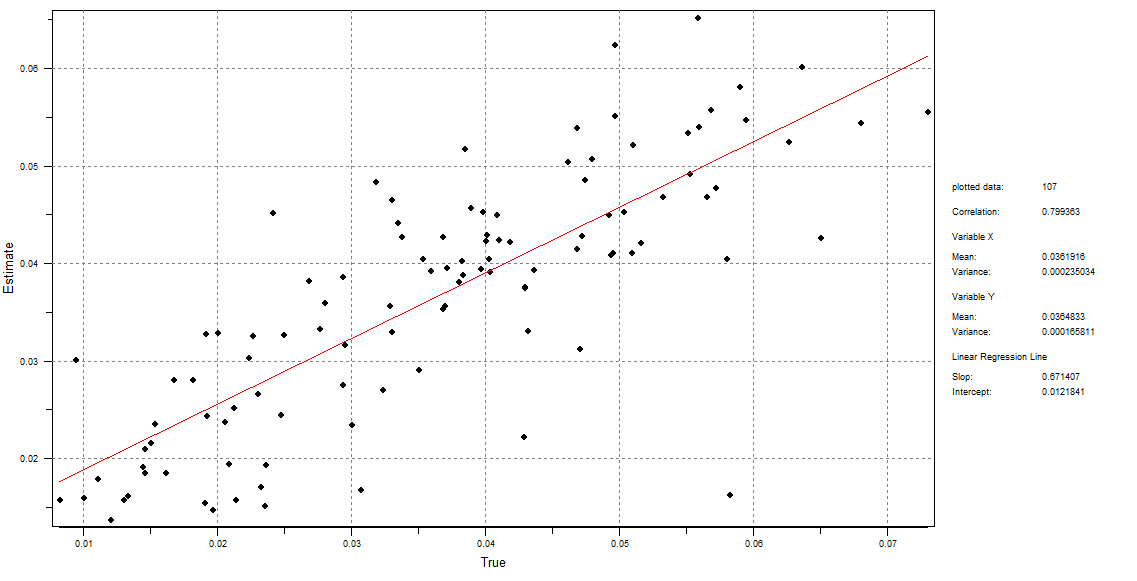 0.06
0.05
0.04
0.03
0.02
Estimate
0.01 0.02 0.03 0.04 0.05 0.06 0.07
True
plotted data: 107
Correlation: 0.799363
Variable X
Mean: 0.0361916
Variance: 0.000235034
Variable Y
Mean: 0.0364833
Variance: 0.000165811
Linear Regression Line
Slop: 0.671407
Intercept: 0.0121841